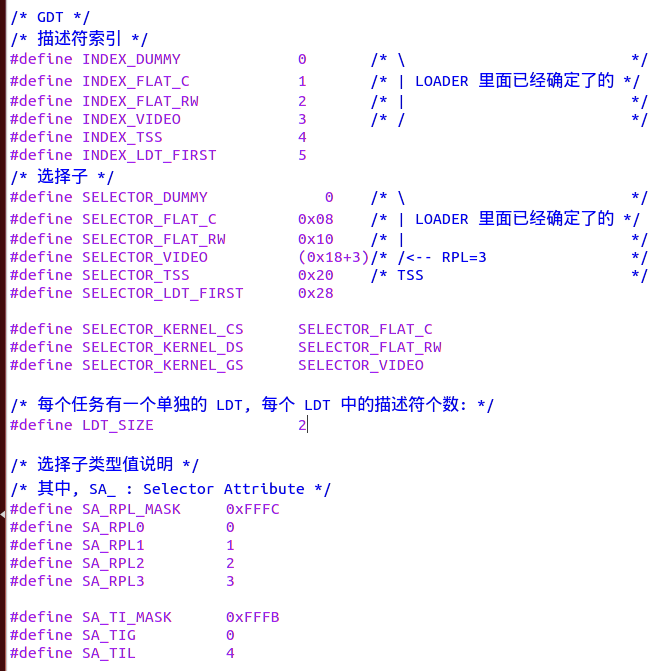 /* GDT */
/* 描述符索引 */
#define INDEX_DUMMY 0 /* \ */
#define INDEX_FLAT_C 1 /* | LOADER 里面已经确定了的 */
#define INDEX_FLAT_RW 2 /* | */
#define INDEX_VIDEO 3 /* / */
#define INDEX_TSS 4
#define INDEX_LDT_FIRST 5
/* 选择子 */
#define SELECTOR_DUMMY 0 /* \ */
#define SELECTOR_FLAT_C 0x08 /* | LOADER 里面已经确定了的 */
#define SELECTOR_FLAT_RW 0x10 /* | */
#define SELECTOR_VIDEO (0x18+3)/* /<-- RPL=3 */
#define SELECTOR_TSS 0x20 /* TSS */
#define SELECTOR_LDT_FIRST 0x28
#define SELECTOR_KERNEL_CS SELECTOR_FLAT_C
#define SELECTOR_KERNEL_DS SELECTOR_FLAT_RW
#define SELECTOR_KERNEL_GS SELECTOR_VIDEO
/* 每个任务有一个单独的 LDT, 每个 LDT 中的描述符个数: */
#define LDT_SIZE 2
/* 选择子类型值说明 */
/* 其中, SA_ : Selector Attribute */
#define SA_RPL_MASK 0xFFFC
#define SA_RPL0 0
#define SA_RPL1 1
#define SA_RPL2 2
#define SA_RPL3 3
#define SA_TI_MASK 0xFFFB
#define SA_TIG 0
#define SA_TIL 4